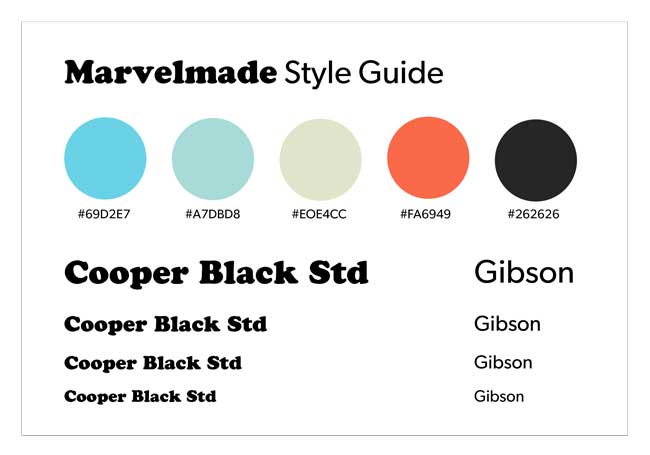 Marvelmade Style Guide
#69D2E7 #A7DBD8 #EOE4CC #FA6949 #262626
Cooper Black Std Gibson
Cooper Black Std Gibson
Cooper Black Std Gibson
Cooper Black Std Gibson